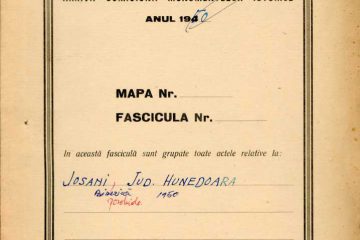 ANUL 1950
MAPA Nr.
FASCICULA Nr.
In această fasciculă sunt grupate toate actele relative la:
JOSANI, JUD. HUNEDOARA
Biserică 1950